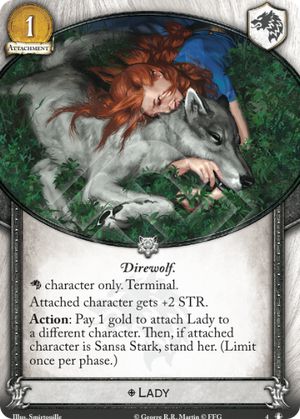 1
ATTACHMENT
Direwolf.
character only. Terminal.
Attached character gets +2 STR.
Action: Pay 1 gold to attach Lady to
a different character. Then, if attached
character is Sansa Stark, stand her. (Limit
once per phase.)
LADY
Illus. Smirtouille
© George R.R. Martin © FFG
4